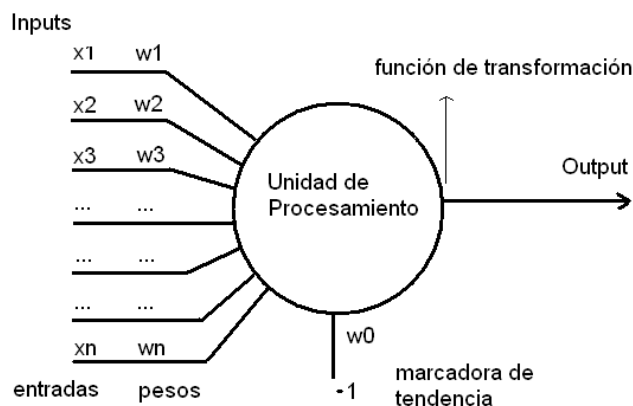 Inputs
x1 w1
x2 w2
x3 w3
... ...
... ...
... ...
xn wn
entradas pesos
Unidad de
Procesamiento
función de transformación
Output
w0
-1
marcadora de
tendencia